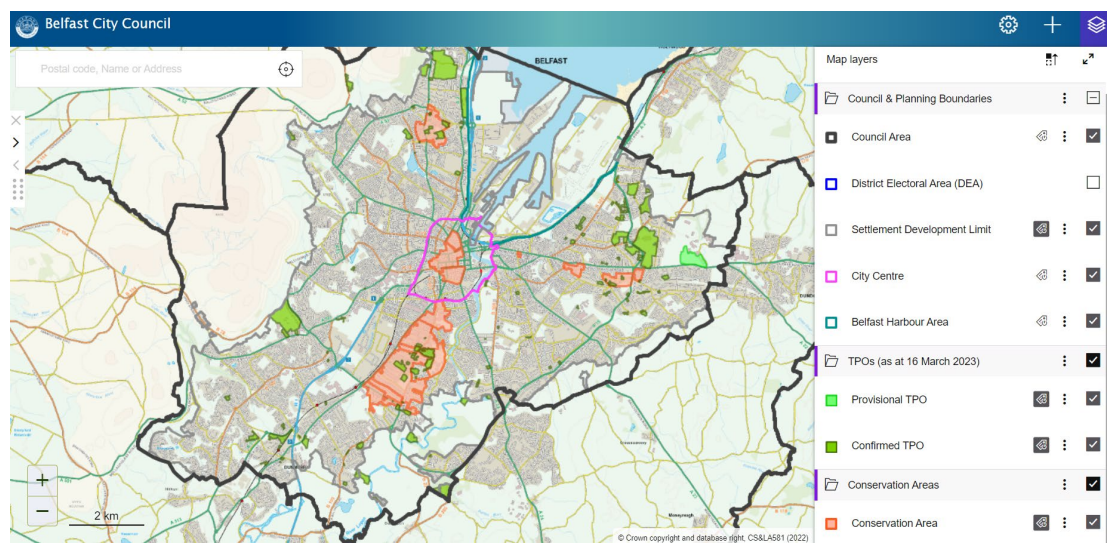 Belfast City Council
Postal code, Name or Address
BELFAST
Map layers
Council & Planning Boundaries
Council Area
District Electoral Area (DEA)
Settlement Development Limit
City Centre
Belfast Harbour Area
TPOs (as at 16 March 2023)
Provisional TPO
Confirmed TPO
Conservation Areas
Conservation Area
+
−
2 km
© Crown copyright and database right, CS&LA581 (2022)